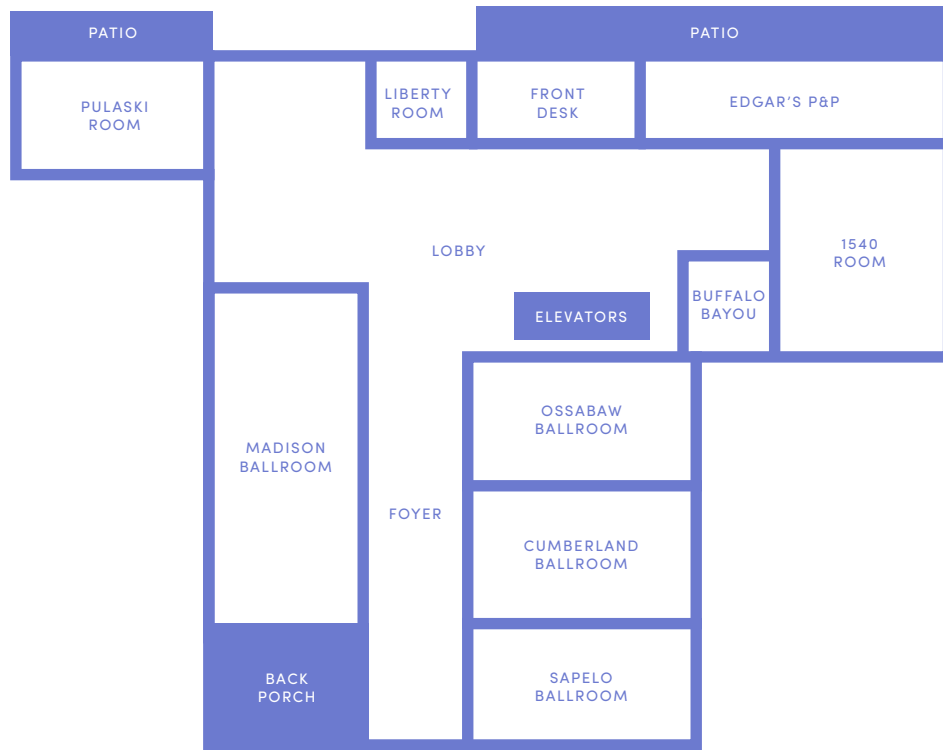 PATIO
PATIO
PULASKI
ROOM
LIBERTY
ROOM
FRONT
DESK
EDGAR'S P&P
LOBBY
1540
ROOM
BUFFALO
BAYOU
ELEVATORS
OSSABAW
BALLROOM
MADISON
BALLROOM
FOYER
CUMBERLAND
BALLROOM
BACK
PORCH
SAPELO
BALLROOM